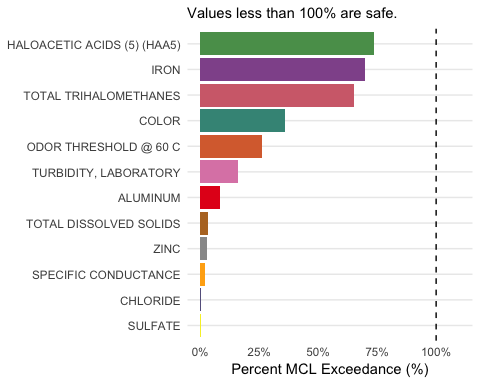 Values less than 100% are safe.
HALOACETIC ACIDS (5) (HAA5)
IRON
TOTAL TRIHALOMETHANES
COLOR
ODOR THRESHOLD @ 60 C
TURBIDITY, LABORATORY
ALUMINUM
TOTAL DISSOLVED SOLIDS
ZINC
SPECIFIC CONDUCTANCE
CHLORIDE
SULFATE
0% 25% 50% 75% 100%
Percent MCL Exceedance (%)